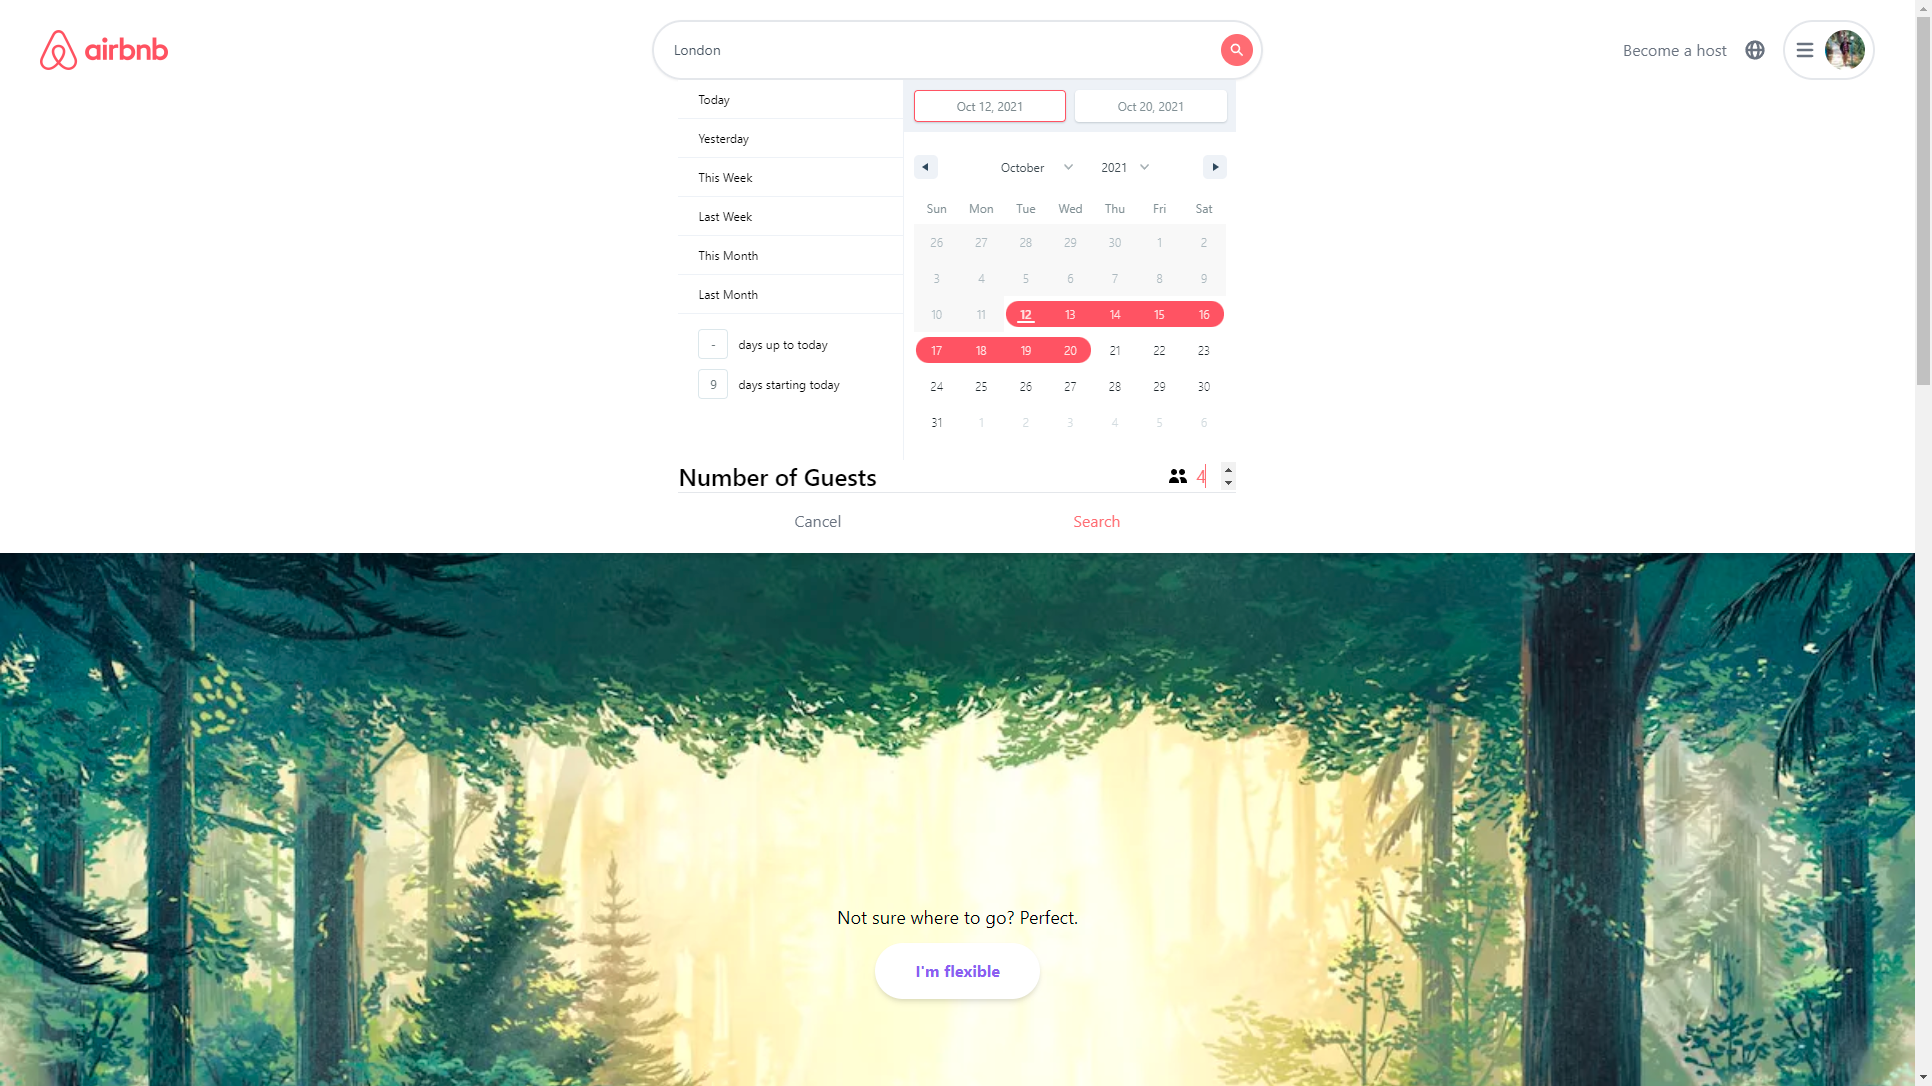 airbnb
London
Become a host
Today
Yesterday
This Week
Last Week
This Month
Last Month
- days up to today
9 days starting today
Oct 12, 2021 Oct 20, 2021
October 2021
Sun Mon Tue Wed Thu Fri Sat
26 27 28 29 30 1 2
3 4 5 6 7 8 9
10 11 12 13 14 15 16
17 18 19 20 21 22 23
24 25 26 27 28 29 30
31 1 2 3 4 5 6
Number of Guests 4
Cancel Search
Not sure where to go? Perfect.
I'm flexible